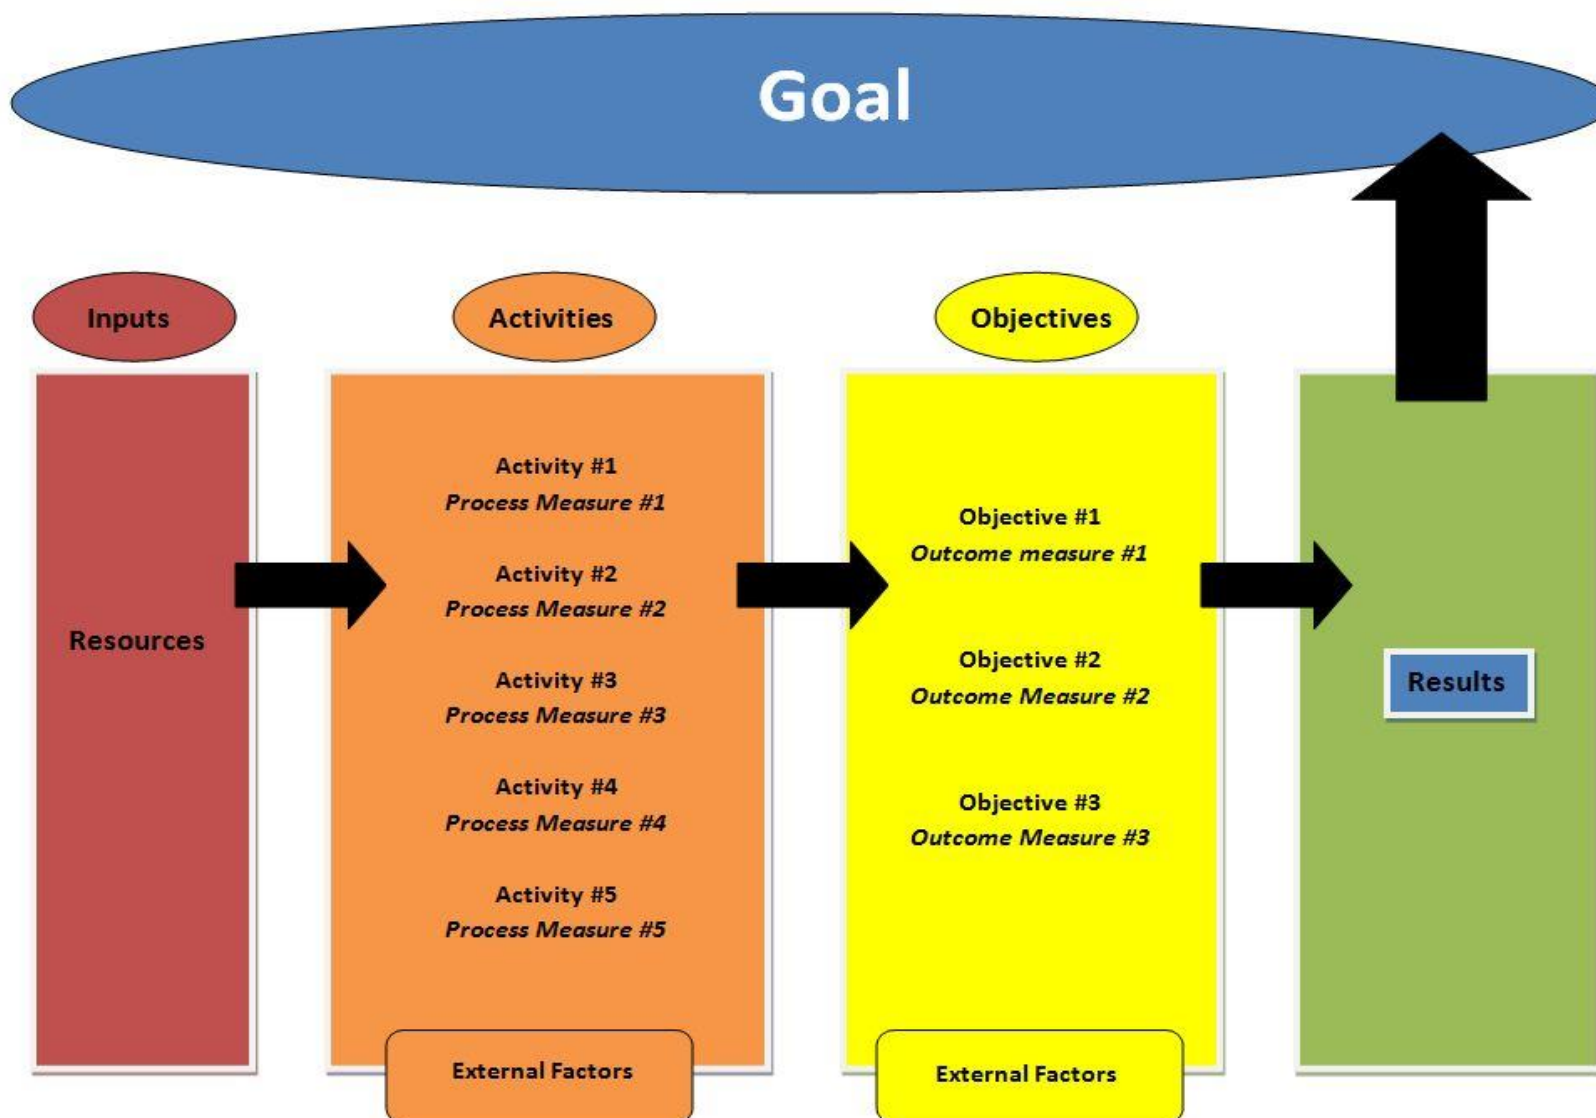 Goal
Inputs
Activities
Objectives
Resources
Activity #1
Process Measure #1
Activity #2
Process Measure #2
Activity #3
Process Measure #3
Activity #4
Process Measure #4
Activity #5
Process Measure #5
External Factors
Objective #1
Outcome measure #1
Objective #2
Outcome Measure #2
Objective #3
Outcome Measure #3
External Factors
Results